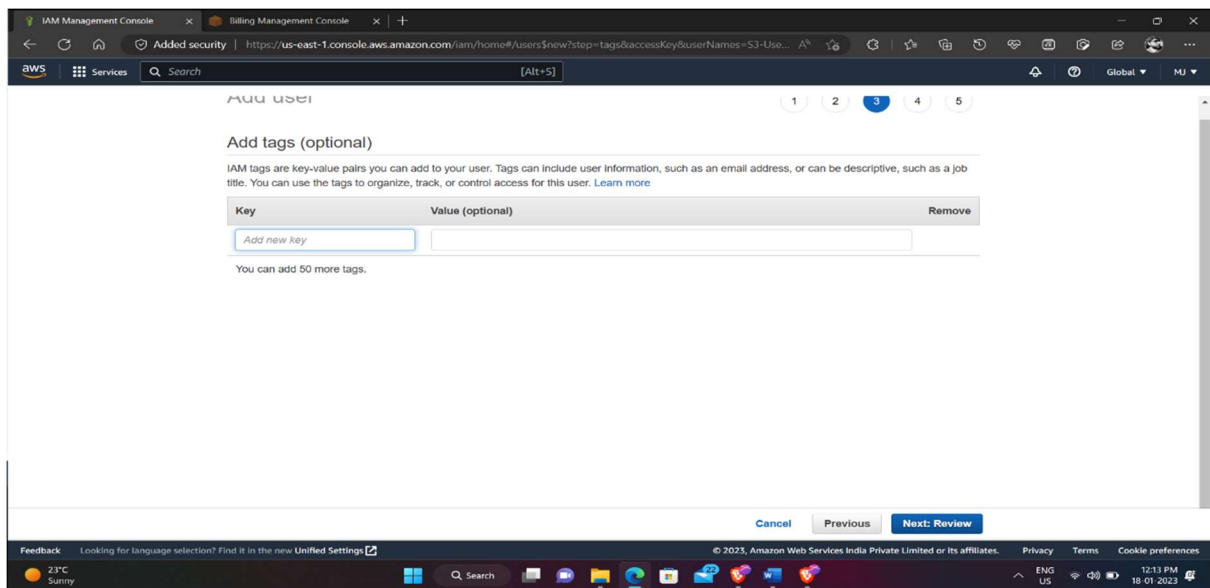 IAM Management Console
Billing Management Console
Added security
https://us-east-1.console.aws.amazon.com/iam/home#/users$new?step=tags&accessKey&userNames=S3-Use...
aws
Services
Search
[Alt+S]
Global
MJ
Add user
1 2 3 4 5
Add tags (optional)
IAM tags are key-value pairs you can add to your user. Tags can include user information, such as an email address, or can be descriptive, such as a job
title. You can use the tags to organize, track, or control access for this user. Learn more
Key Value (optional) Remove
Add new key
You can add 50 more tags.
Cancel Previous Next: Review
Feedback Looking for language selection? Find it in the new Unified Settings © 2023, Amazon Web Services India Private Limited or its affiliates. Privacy Terms Cookie preferences
23°C
Sunny
Search
22
ENG
US
12:13 PM
18-01-2023